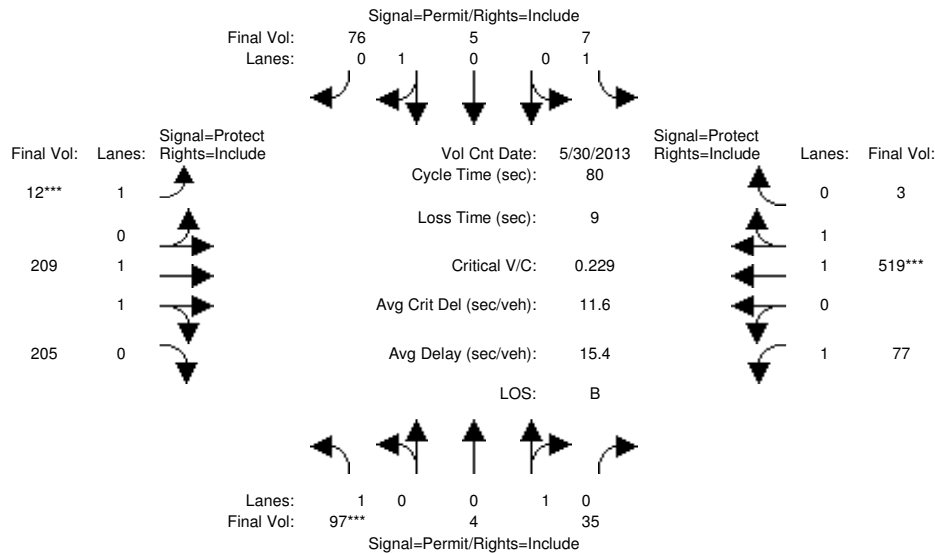 Signal=Permit/Rights=Include
Final Vol: 76 5 7
Lanes: 0 1 0 0 1
Signal=Protect
Final Vol: Lanes: Rights=Include
Vol Cnt Date: 5/30/2013
Signal=Protect
Rights=Include Lanes: Final Vol:
Cycle Time (sec): 80
12*** 1
0 3
Loss Time (sec): 9
0
1
209 1
Critical V/C: 0.229
1 519***
1
Avg Crit Del (sec/veh): 11.6
0
205 0
Avg Delay (sec/veh): 15.4
1 77
LOS: B
Lanes: 1 0 0 1 0
Final Vol: 97*** 4 35
Signal=Permit/Rights=Include